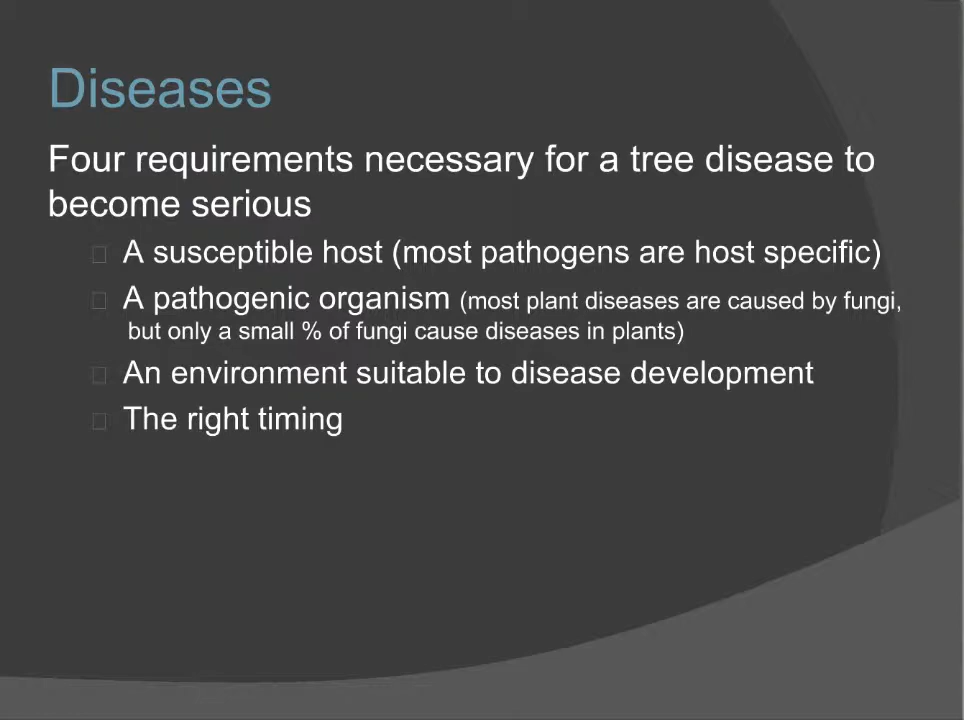 Diseases
Four requirements necessary for a tree disease to
become serious
A susceptible host (most pathogens are host specific)
A pathogenic organism (most plant diseases are caused by fungi,
but only a small % of fungi cause diseases in plants)
An environment suitable to disease development
The right timing